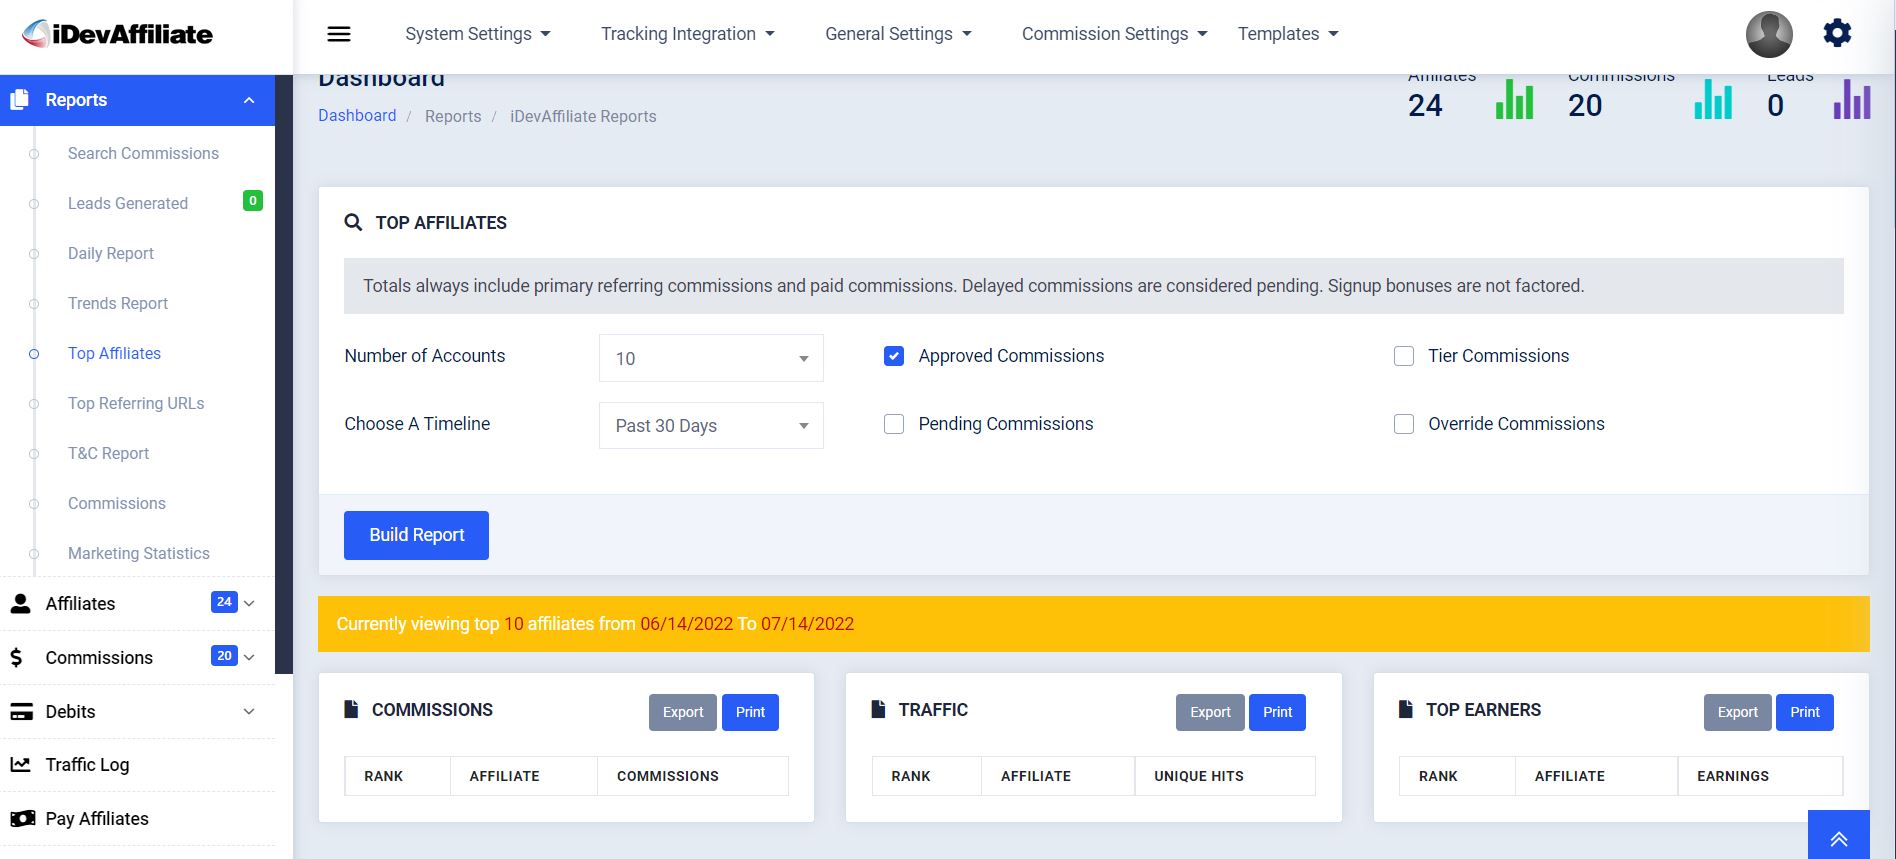 iDevAffiliate
System Settings
Tracking Integration
General Settings
Commission Settings
Templates
Reports
Search Commissions
Leads Generated 0
Daily Report
Trends Report
Top Affiliates
Top Referring URLs
T&C Report
Commissions
Marketing Statistics
Affiliates 24
Commissions 20
Debits
Traffic Log
Pay Affiliates
Dashboard
Dashboard / Reports / iDevAffiliate Reports
Affiliates
24
Commissions
20
Leads
0
TOP AFFILIATES
Totals always include primary referring commissions and paid commissions. Delayed commissions are considered pending. Signup bonuses are not factored.
Number of Accounts 10 Approved Commissions Tier Commissions
Choose A Timeline Past 30 Days Pending Commissions Override Commissions
Build Report
Currently viewing top 10 affiliates from 06/14/2022 To 07/14/2022
COMMISSIONS Export Print
RANK AFFILIATE COMMISSIONS
TRAFFIC Export Print
RANK AFFILIATE UNIQUE HITS
TOP EARNERS Export Print
RANK AFFILIATE EARNINGS